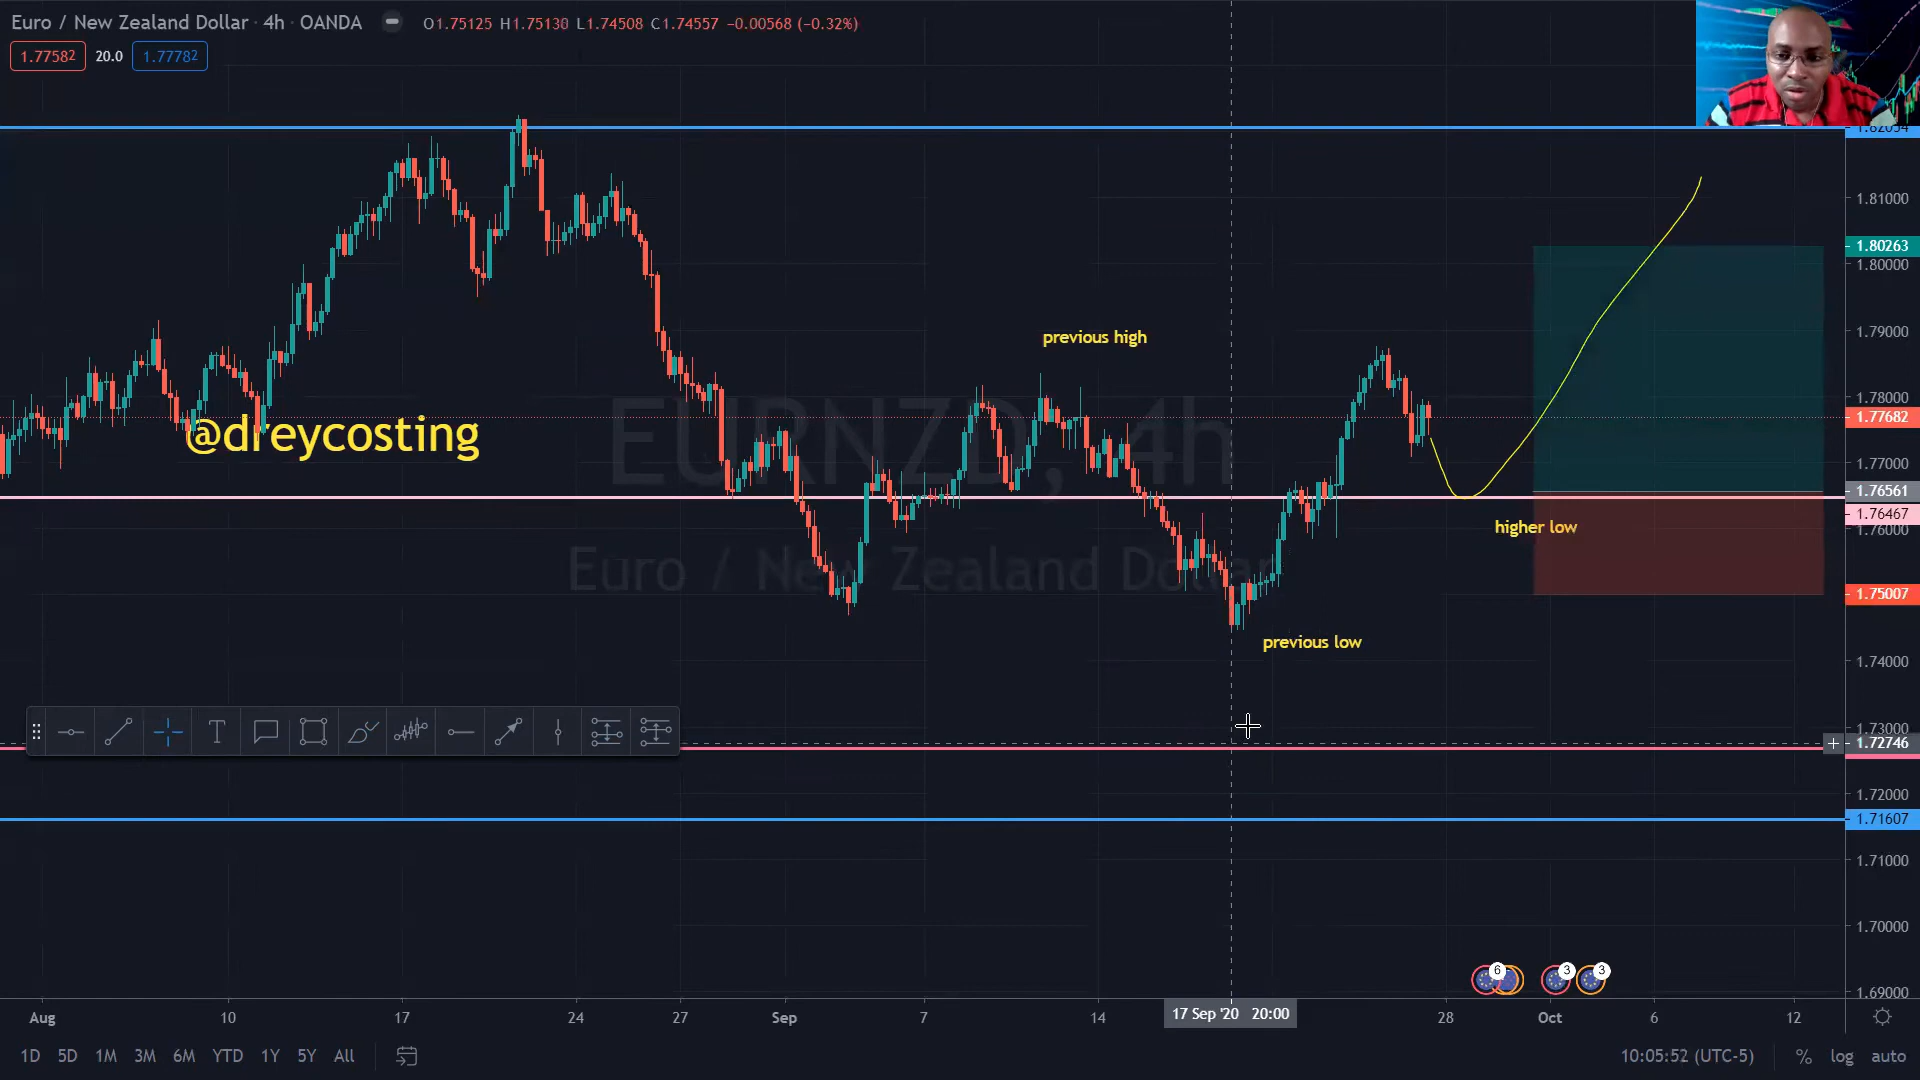 Euro / New Zealand Dollar · 4h · OANDA
O1.75125 H1.75130 L1.74508 C1.74557 −0.00568 (−0.32%)
1.77582 20.0 1.77782
1.82054
1.81000
1.80263
1.80000
1.79000
previous high
1.78000
EURNZD, 4h
1.77682
@dreycosting
1.77000
1.76561
1.76467
1.76000
higher low
Euro / New Zealand Dollar
1.75007
previous low
1.74000
1.73000
1.72746
T
1.72000
1.71607
1.71000
1.70000
6 3 3
1.69000
Aug 10 17 24 27 Sep 7 14 17 Sep '20 20:00 28 Oct 6 12
1D 5D 1M 3M 6M YTD 1Y 5Y All 10:05:52 (UTC-5) % log auto